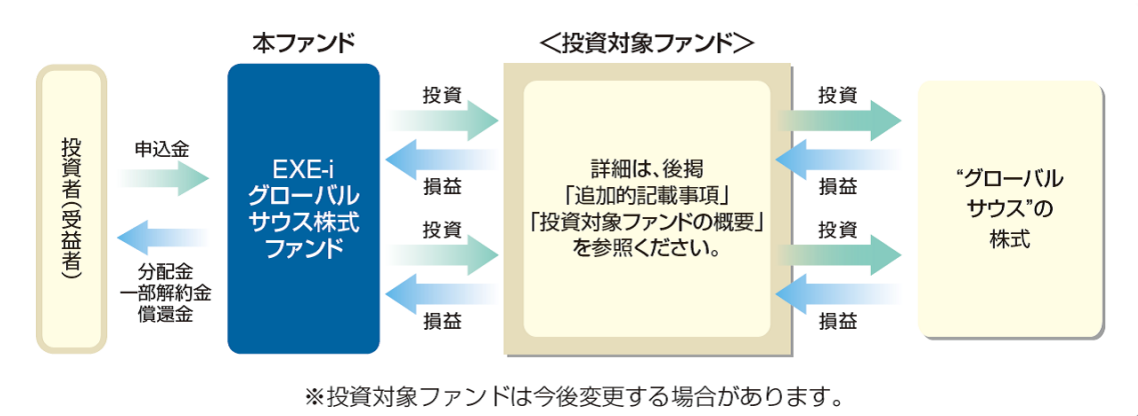 本ファンド
＜投資対象ファンド＞
投資者(受益者)
申込金
分配金
一部解約金
償還金
EXE-i
グローバル
サウス株式
ファンド
投資
損益
投資
損益
詳細は、後掲
「追加的記載事項」
「投資対象ファンドの概要」
を参照ください。
投資
損益
投資
損益
“グローバル
サウス”の
株式
※投資対象ファンドは今後変更する場合があります。